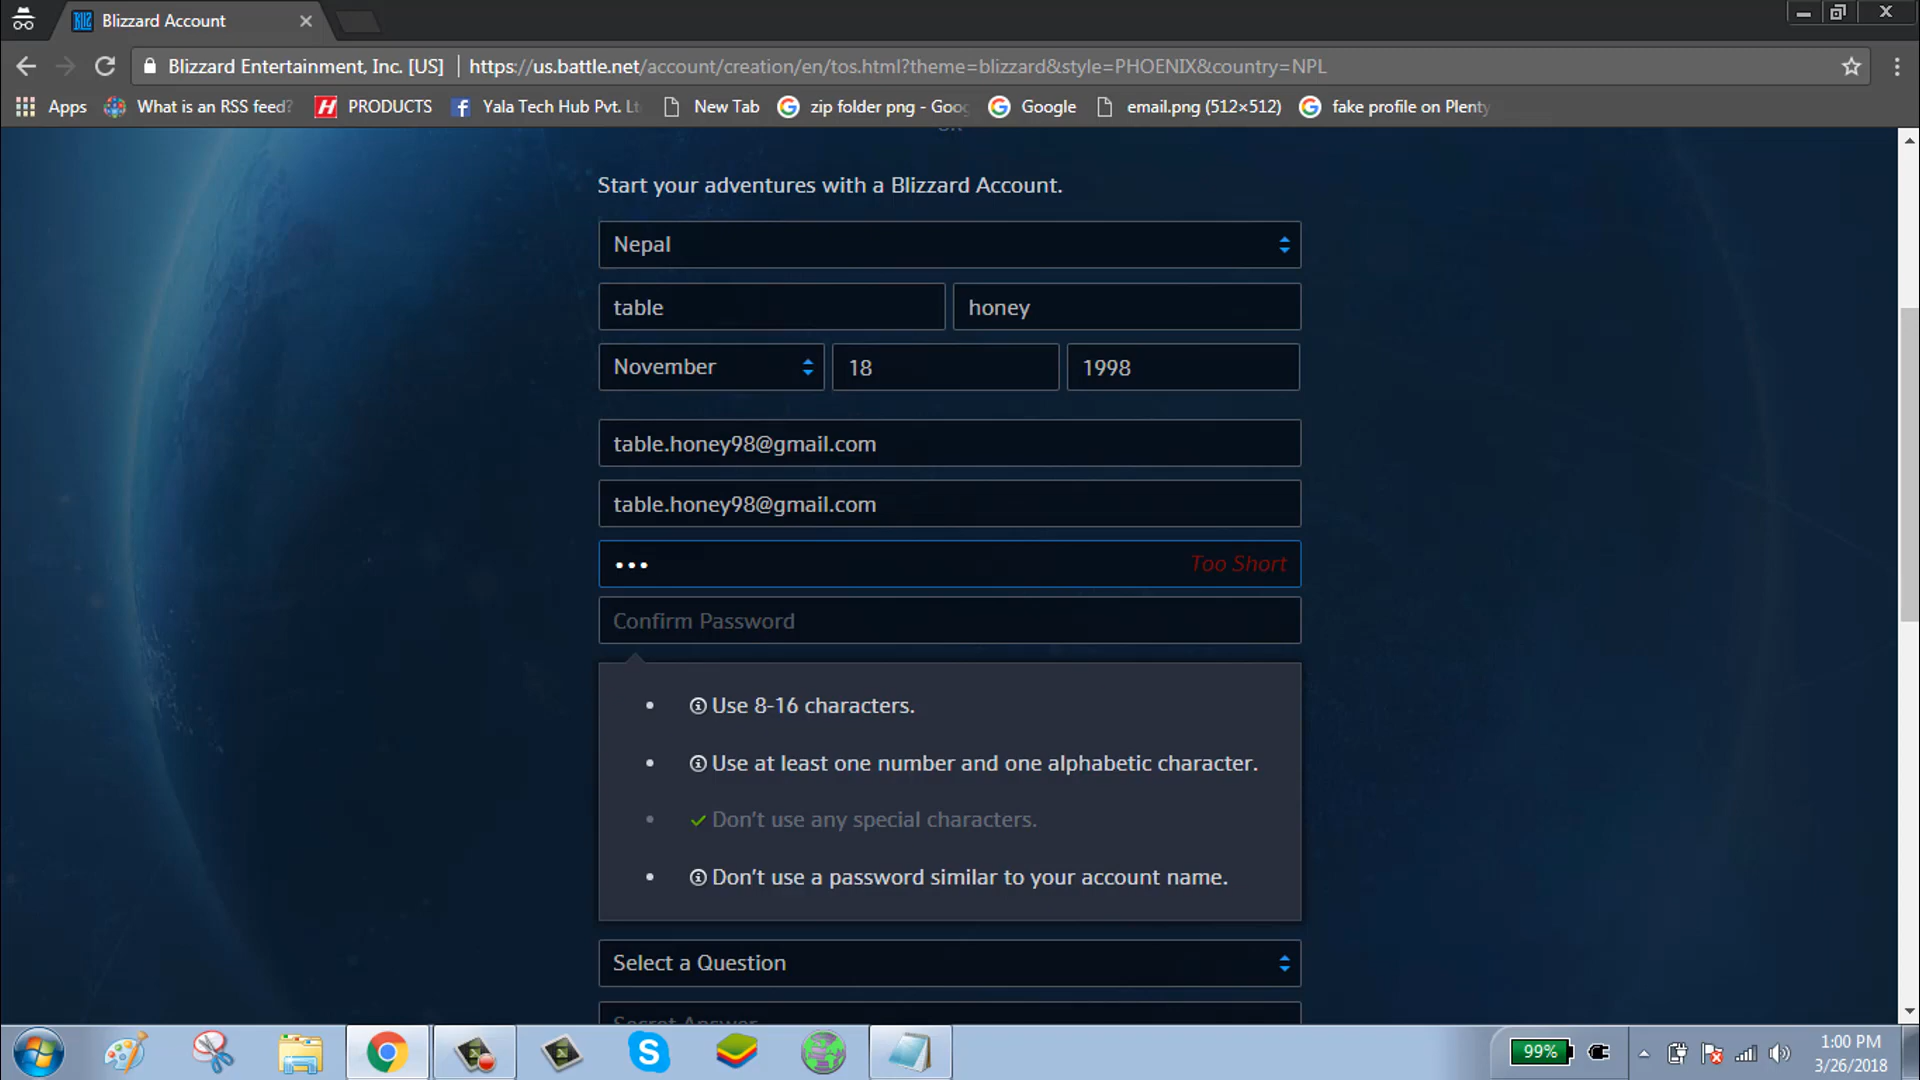 Blizzard Account
Blizzard Entertainment, Inc. [US] https://us.battle.net/account/creation/en/tos.html?theme=blizzard&style=PHOENIX&country=NPL
Apps What is an RSS feed? PRODUCTS Yala Tech Hub Pvt. Lt New Tab zip folder png - Goog Google email.png (512×512) fake profile on Plenty
Start your adventures with a Blizzard Account.
Nepal
table honey
November 18 1998
table.honey98@gmail.com
table.honey98@gmail.com
••• Too Short
Confirm Password
• Use 8-16 characters.
• Use at least one number and one alphabetic character.
• Don’t use any special characters.
• Don’t use a password similar to your account name.
Select a Question
Secret Answer
99% 1:00 PM
3/26/2018